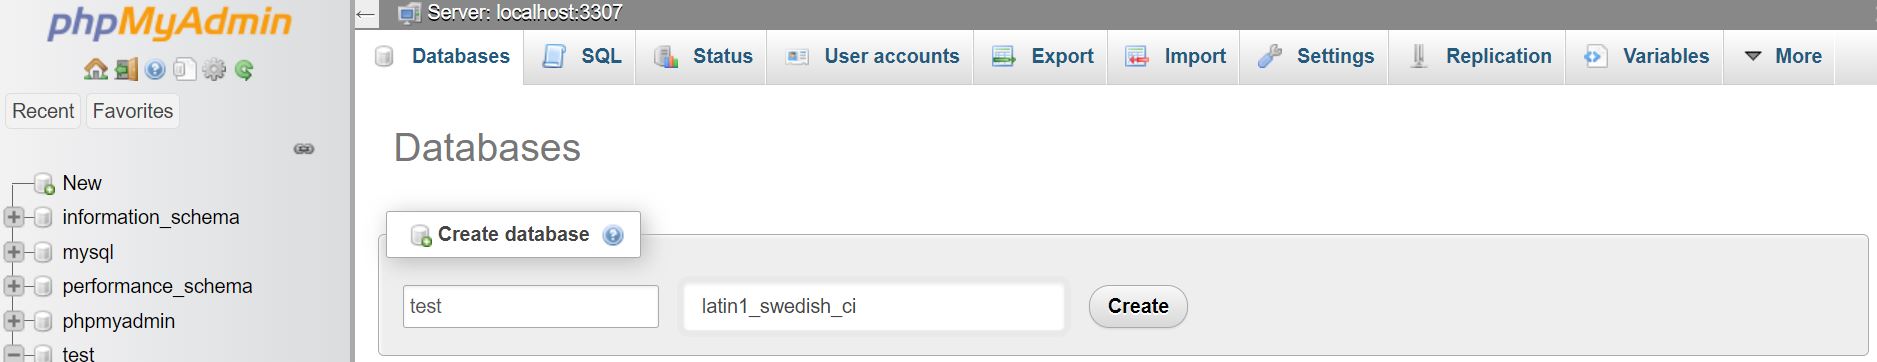 phpMyAdmin
Recent Favorites
New
information_schema
mysql
performance_schema
phpmyadmin
test
Server: localhost:3307
Databases SQL Status User accounts Export Import Settings Replication Variables More
Databases
Create database
test latin1_swedish_ci Create